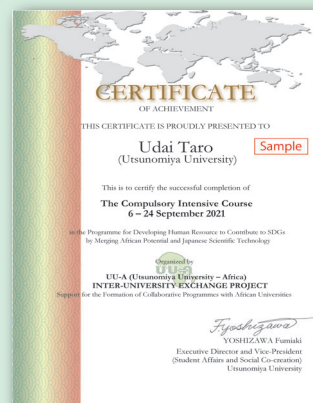 CERTIFICATE
OF ACHIEVEMENT
THIS CERTIFICATE IS PROUDLY PRESENTED TO
Udai Taro
(Utsunomiya University)
Sample
This is to certify the successful completion of
The Compulsory Intensive Course
6 – 24 September 2021
in the Programme for Developing Human Resource to Contribute to SDGs
by Merging African Potential and Japanese Scientific Technology
Organized by
UU-A
UU-A (Utsunomiya University – Africa)
INTER-UNIVERSITY EXCHANGE PROJECT
Support for the Formation of Collaborative Programmes with African Universities
Fyoshizawa
YOSHIZAWA Fumiaki
Executive Director and Vice-President
(Student Affairs and Social Co-creation)
Utsunomiya University